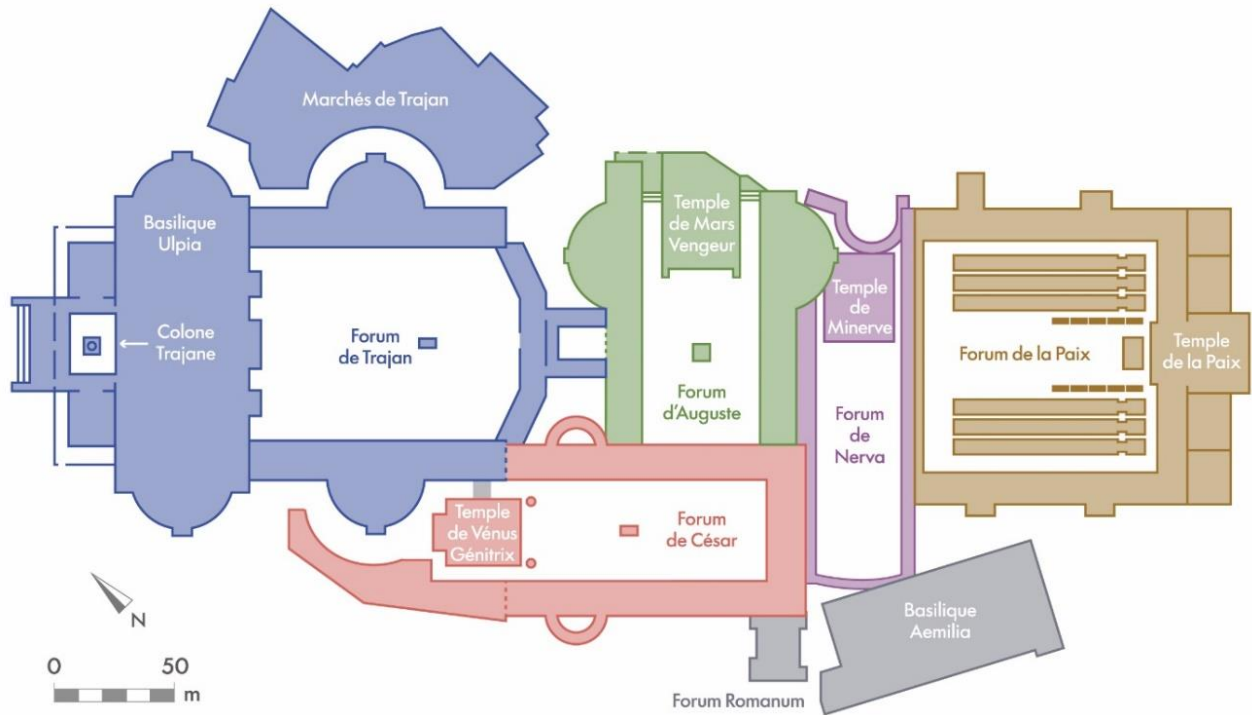 Marchés de Trajan
Basilique
Ulpia
Colone
Trajane
Forum
de Trajan
Temple
de Mars
Vengeur
Forum
d'Auguste
Temple
de
Minerve
Forum
de
Nerva
Forum de la Paix
Temple
de la Paix
Temple
de Vénus
Génitrix
Forum
de César
Basilique
Aemilia
Forum Romanum
N
0 50
m